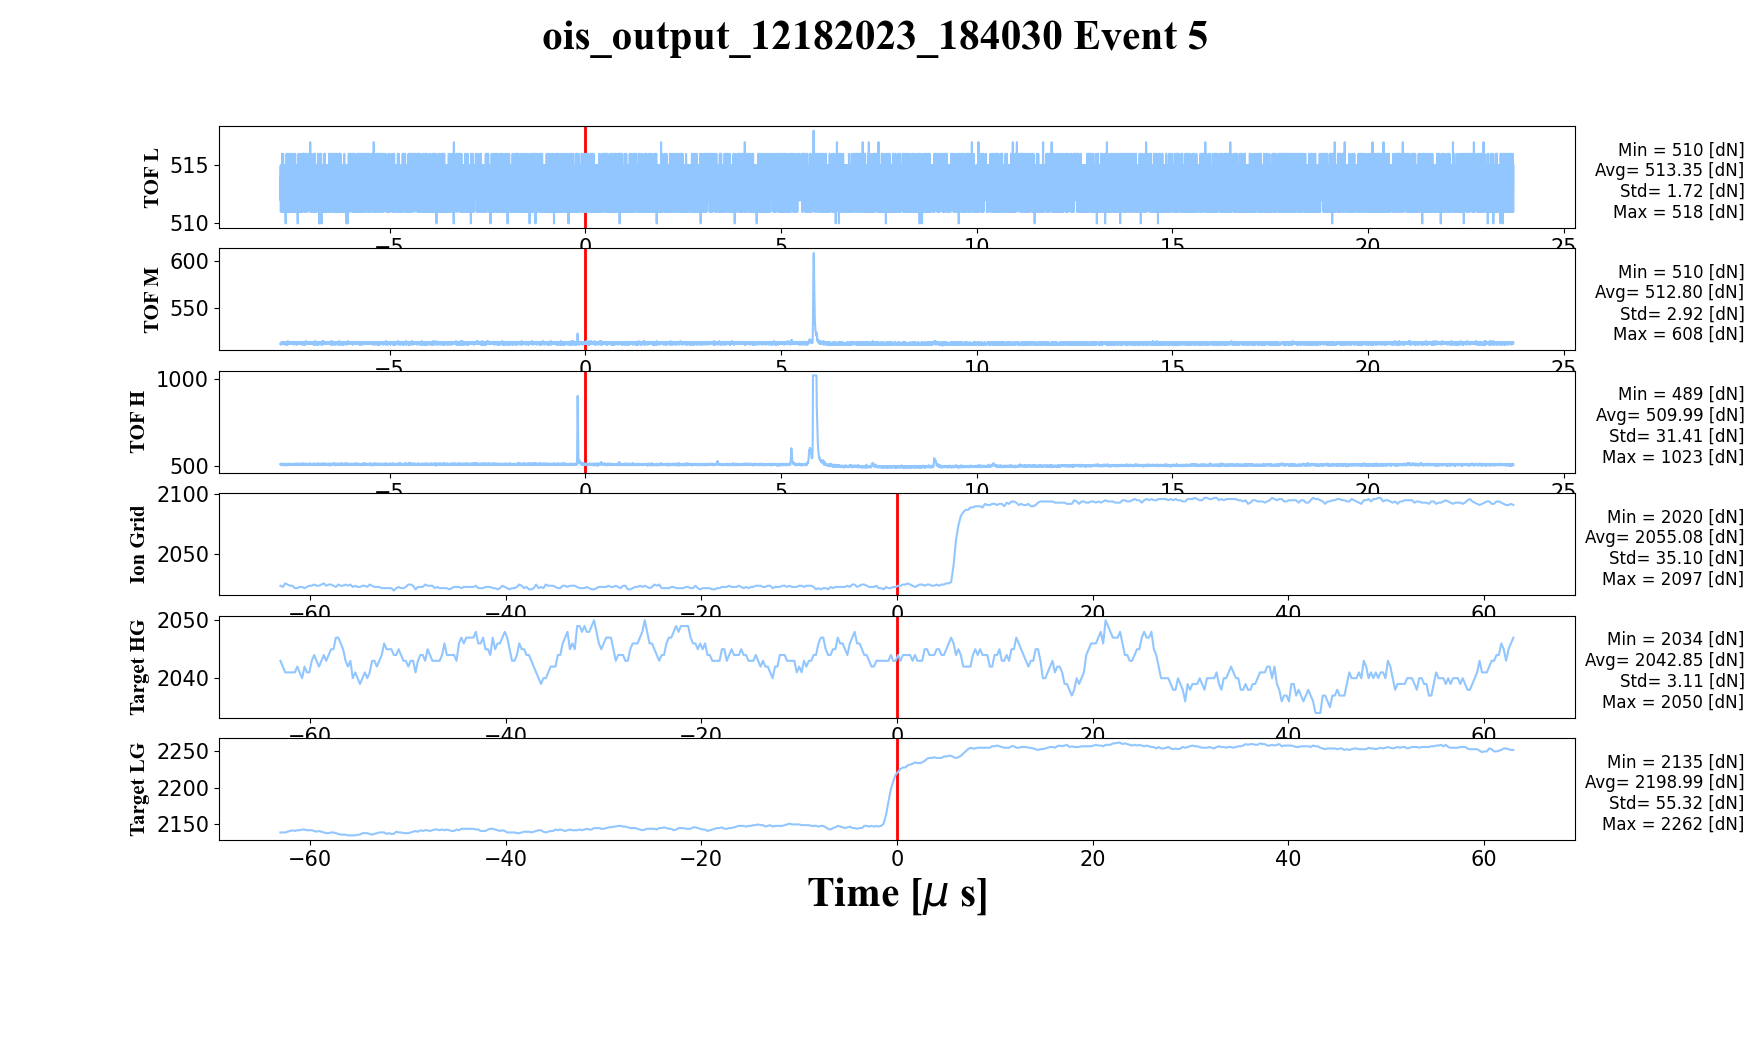 ois_output_12182023_184030 Event 5
TOF L
515
510
−5 0 5 10 15 20 25
Min = 510 [dN]
Avg= 513.35 [dN]
Std= 1.72 [dN]
Max = 518 [dN]
TOF M
600
550
−5 0 5 10 15 20 25
Min = 510 [dN]
Avg= 512.80 [dN]
Std= 2.92 [dN]
Max = 608 [dN]
TOF H
1000
500
−5 0 5 10 15 20 25
Min = 489 [dN]
Avg= 509.99 [dN]
Std= 31.41 [dN]
Max = 1023 [dN]
Ion Grid
2100
2050
−60 −40 −20 0 20 40 60
Min = 2020 [dN]
Avg= 2055.08 [dN]
Std= 35.10 [dN]
Max = 2097 [dN]
Target HG
2050
2040
−60 −40 −20 0 20 40 60
Min = 2034 [dN]
Avg= 2042.85 [dN]
Std= 3.11 [dN]
Max = 2050 [dN]
Target LG
2250
2200
2150
−60 −40 −20 0 20 40 60
Min = 2135 [dN]
Avg= 2198.99 [dN]
Std= 55.32 [dN]
Max = 2262 [dN]
Time [μ s]